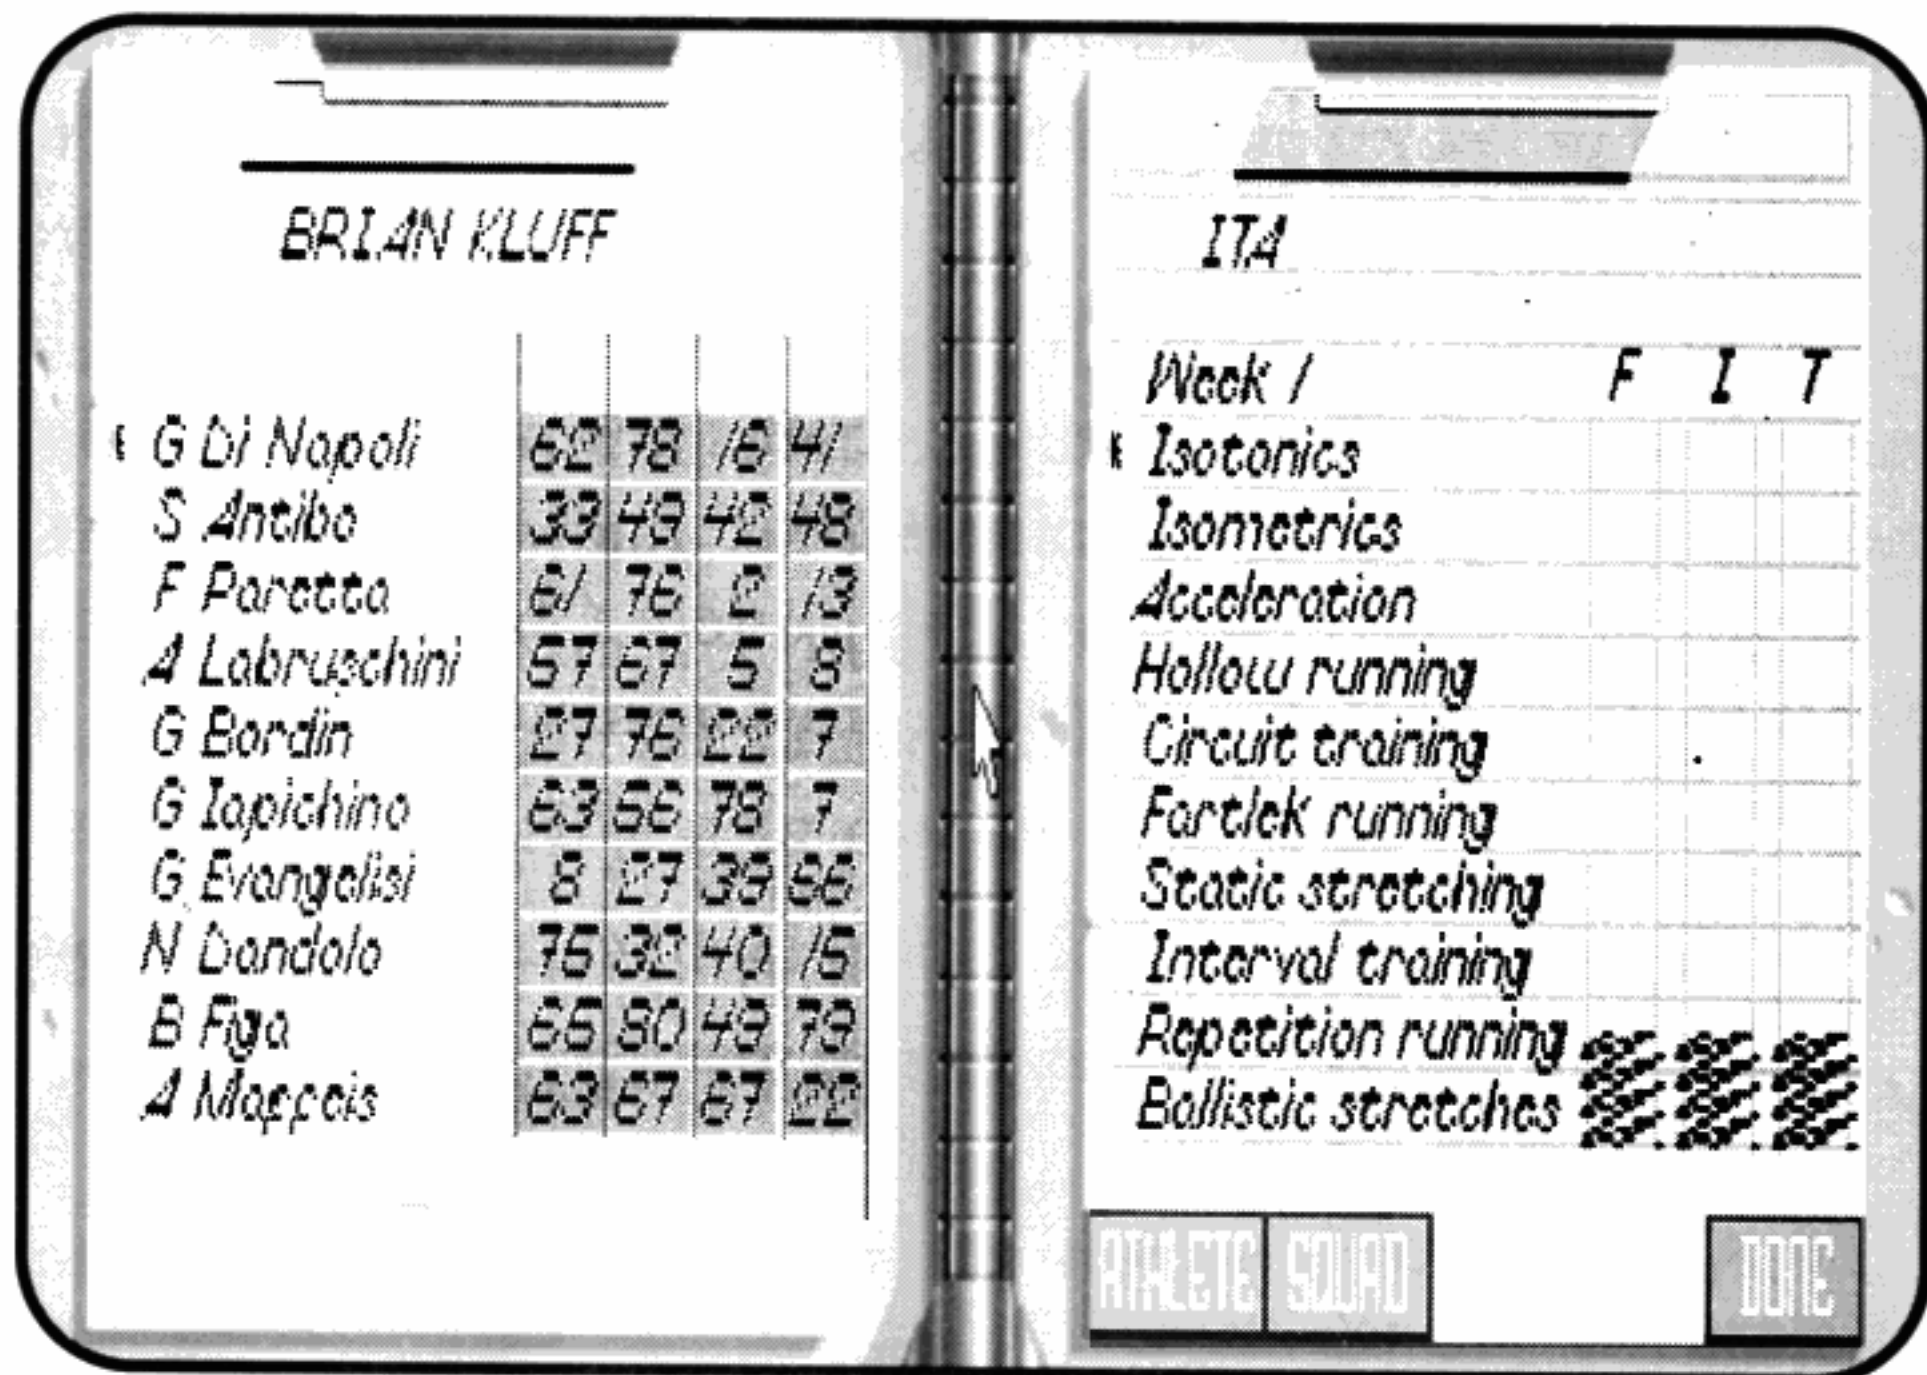 BRIAN KLUFF
G Di Napoli 62 78 16 41
S Antibo 39 49 42 48
F Paretta 61 76 2 13
A Labruschini 57 67 5 8
G Bordin 27 76 22 7
G Iapichino 63 56 78 7
G Evangelisi 8 27 39 56
N Dandolo 75 32 40 15
B Figa 65 80 49 79
A Maffeis 63 67 67 22
ITA
Week 1 F I T
Isotonics
Isometrics
Acceleration
Hollow running
Circuit training
Fartlek running
Static stretching
Interval training
Repetition running
Ballistic stretches
ATHLETE SQUAD DONE